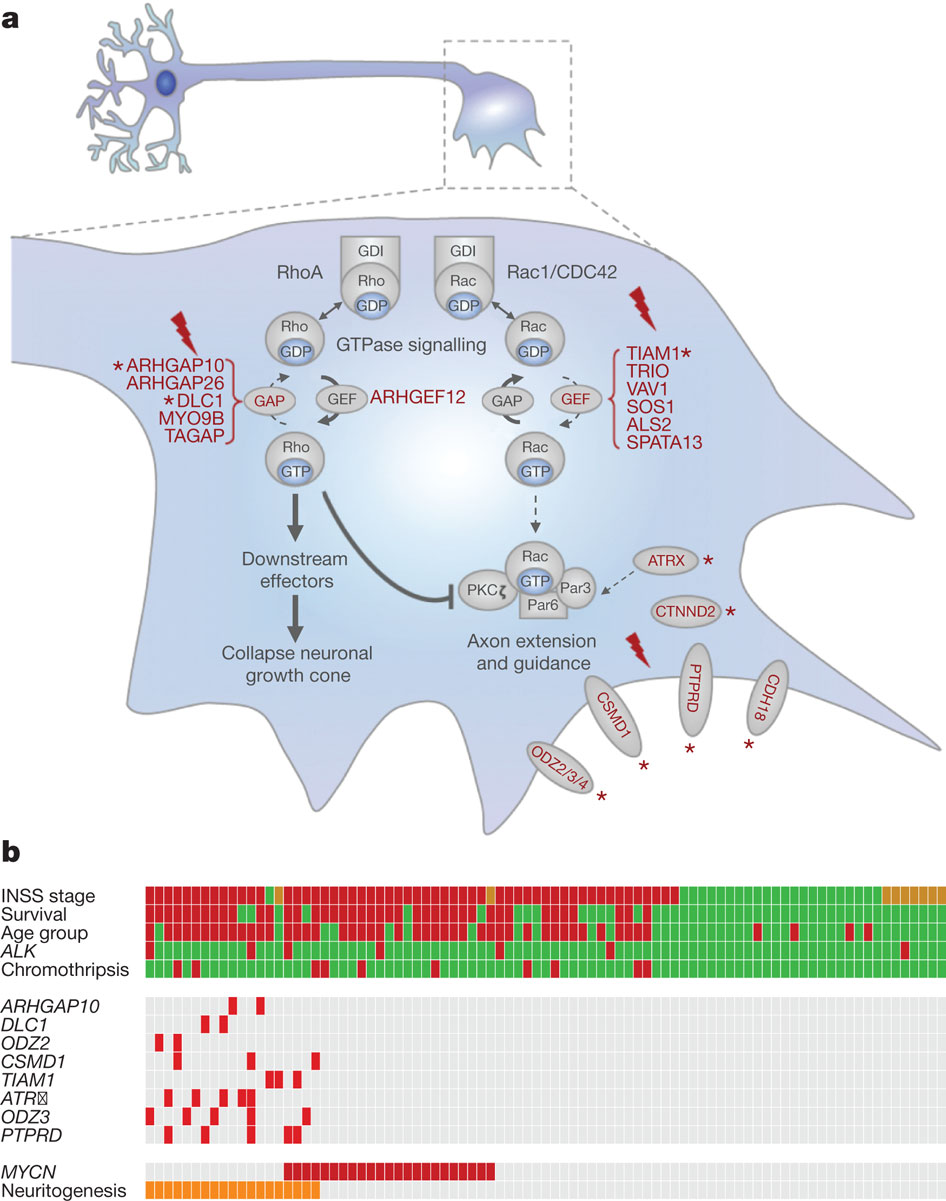 a
GDI
GDI
RhoA
Rac1/CDC42
Rho
GDP
Rac
GDP
Rho
GDP
GTPase signalling
Rac
GDP
*ARHGAP10
ARHGAP26
*DLC1
MYO9B
TAGAP
GAP
GEF
ARHGEF12
GAP
GEF
TIAM1*
TRIO
VAV1
SOS1
ALS2
SPATA13
Rho
GTP
Rac
GTP
Downstream
effectors
Collapse neuronal
growth cone
PKCζ
Rac
GTP
Par6
Par3
Axon extension
and guidance
ATRX *
CTNND2 *
PTPRD
*
CDH18
*
CSMD1
*
ODZ2/3/4
*
b
INSS stage
Survival
Age group
ALK
Chromothripsis
ARHGAP10
DLC1
ODZ2
CSMD1
TIAM1
ATR
ODZ3
PTPRD
MYCN
Neuritogenesis